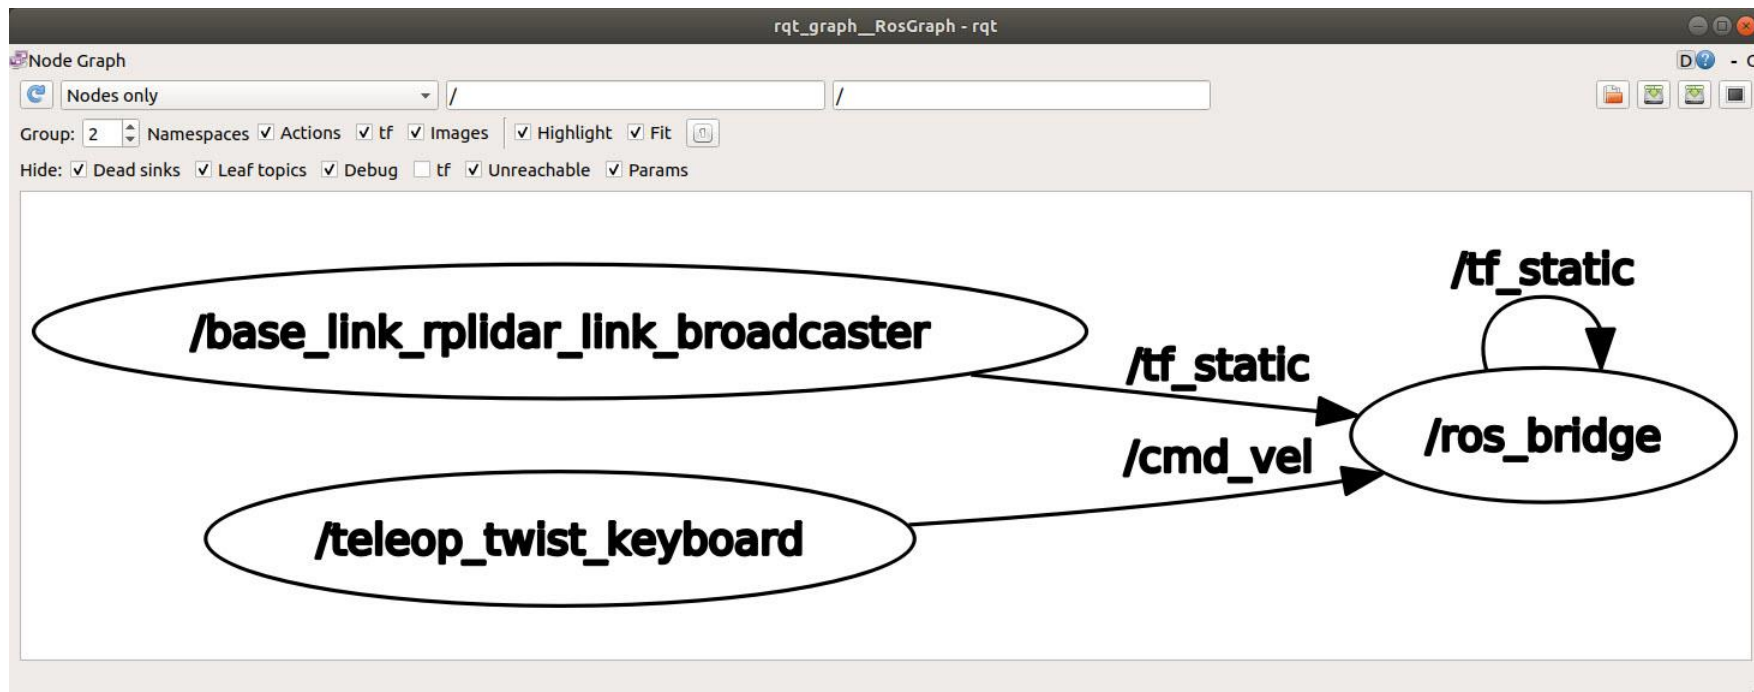 rqt_graph__RosGraph - rqt
Node Graph D ? - O
Nodes only / /
Group: 2 Namespaces Actions tf Images Highlight Fit
Hide: Dead sinks Leaf topics Debug tf Unreachable Params
/tf_static
/base_link_rplidar_link_broadcaster
/tf_static
/ros_bridge
/cmd_vel
/teleop_twist_keyboard